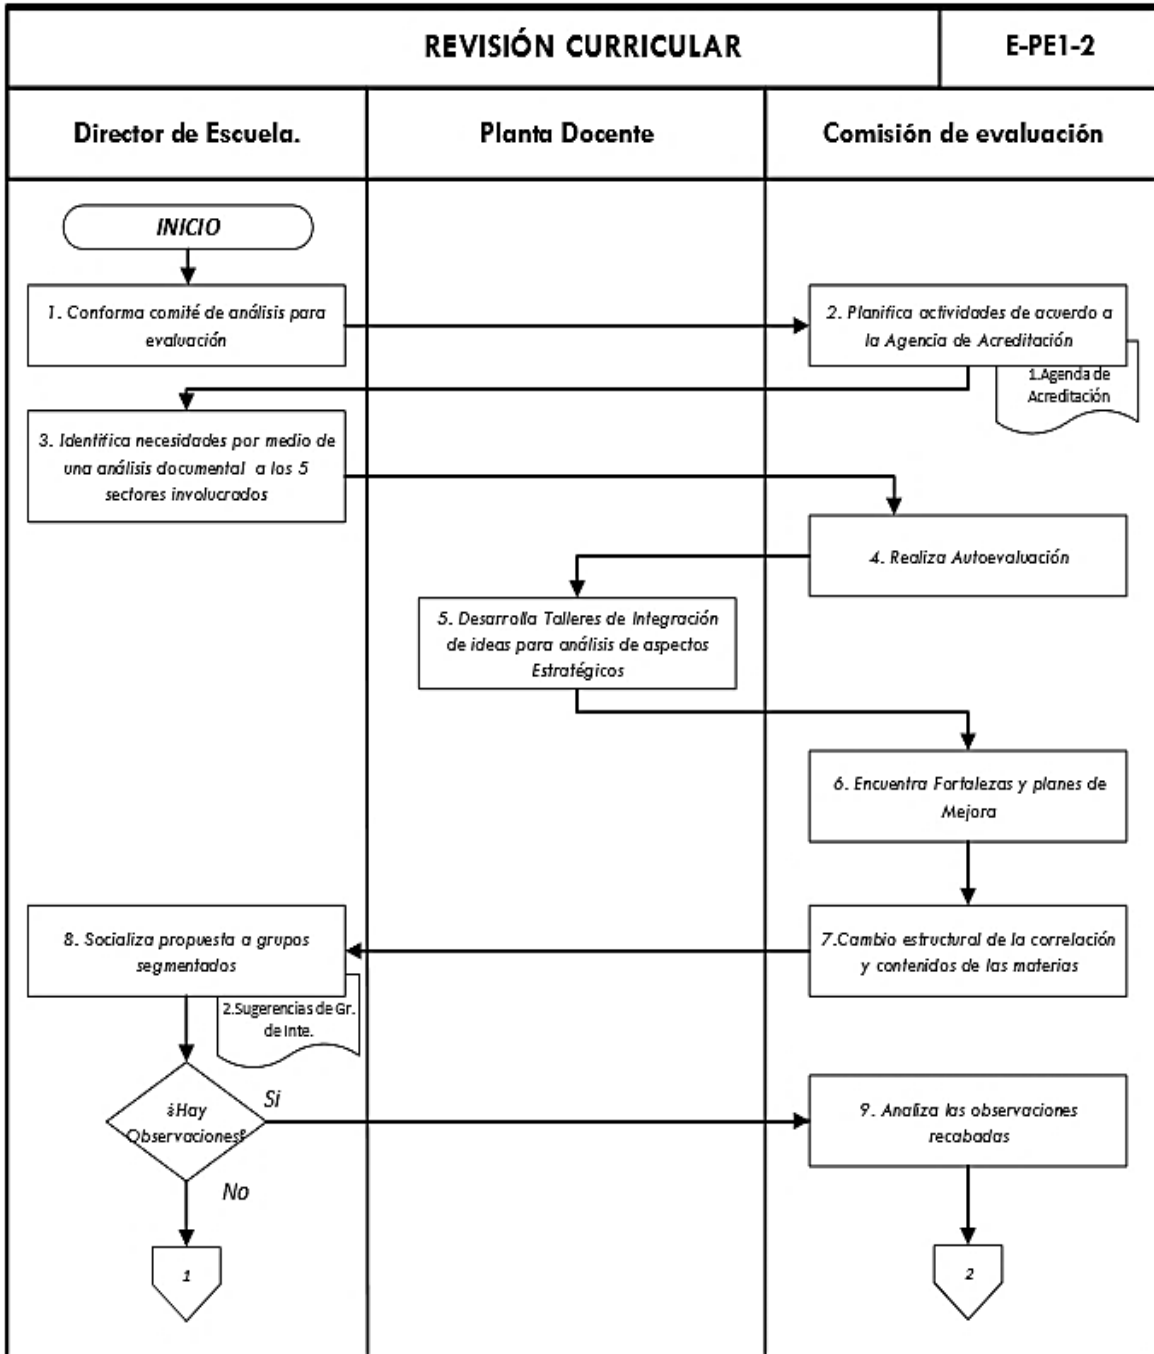 REVISIÓN CURRICULAR
E-PE1-2
Director de Escuela.
Planta Docente
Comisión de evaluación
INICIO
1. Conforma comité de análisis para
evaluación
2. Planifica actividades de acuerdo a
la Agencia de Acreditación
1.Agenda de
Acreditación
3. Identifica necesidades por medio de
una análisis documental a los 5
sectores involucrados
4. Realiza Autoevaluación
5. Desarrolla Talleres de Integración
de ideas para análisis de aspectos
Estratégicos
6. Encuentra Fortalezas y planes de
Mejora
7.Cambio estructural de la correlación
y contenidos de las materias
8. Socializa propuesta a grupos
segmentados
2.Sugerencias de Gr.
de Inte.
¿Hay
Observaciones?
Si
No
9. Analiza las observaciones
recabadas
1
2